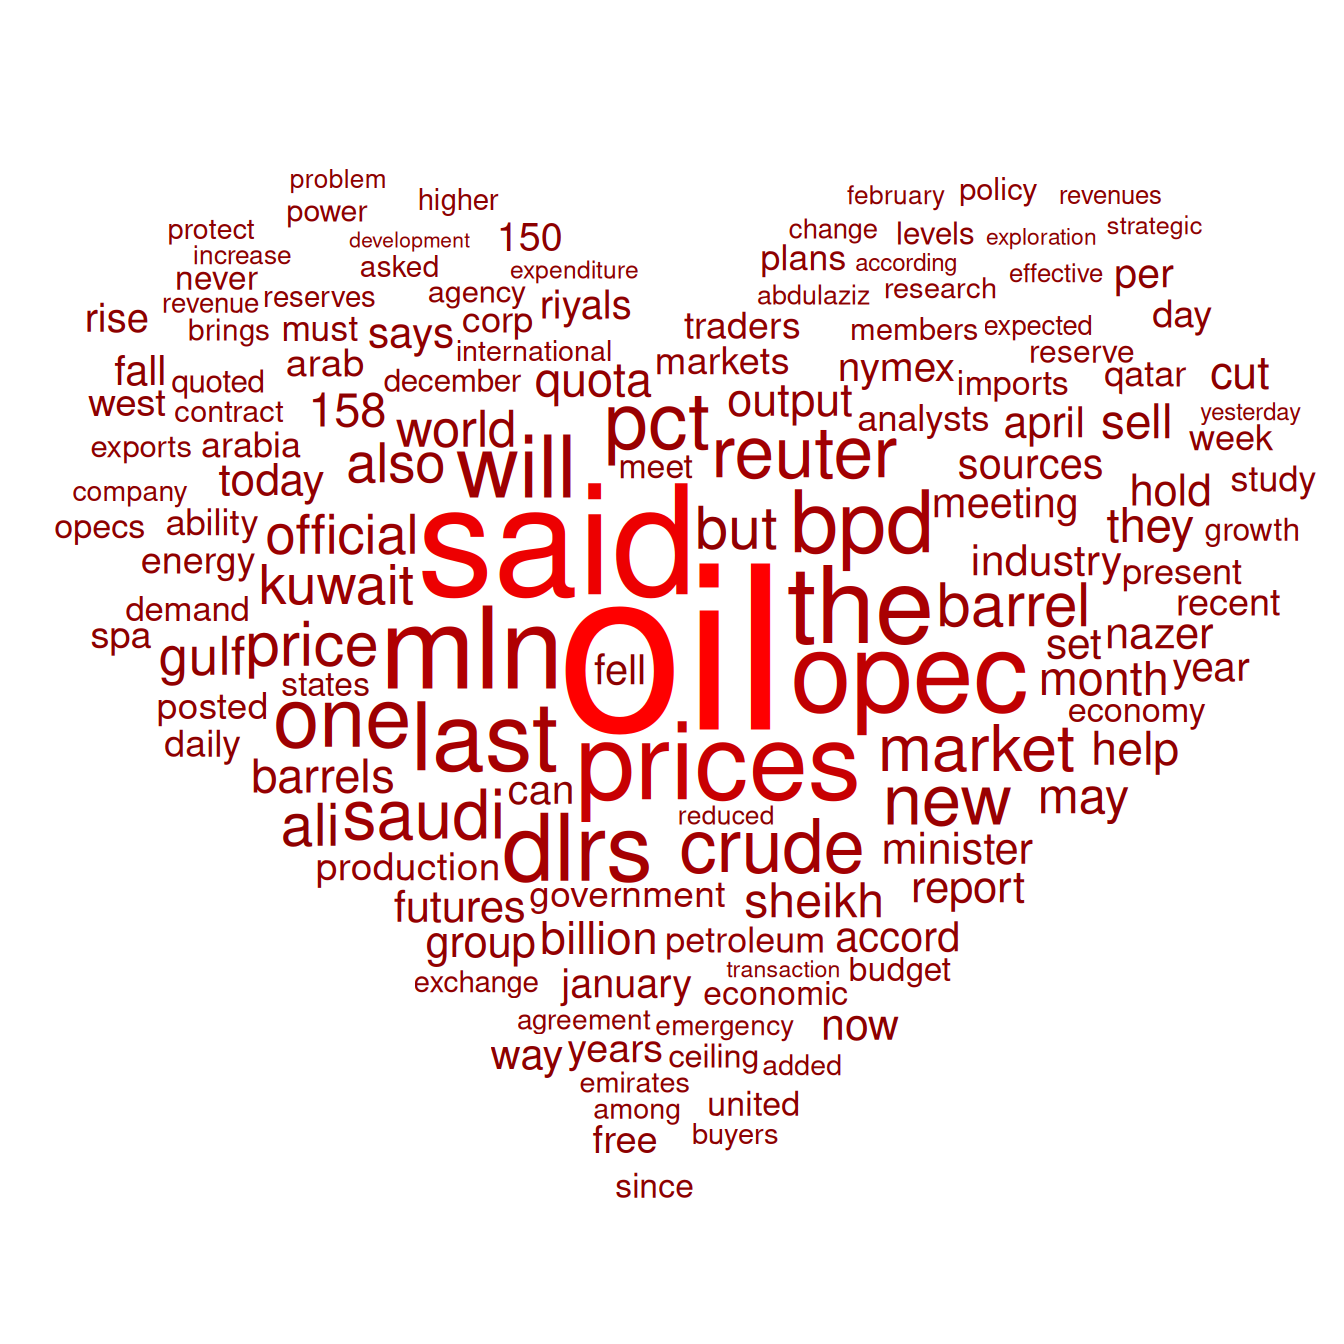 problem
higher
february policy revenues
power
protect
development
150
change levels exploration strategic
increase
asked
expenditure
plans according
never
agency
effective per
revenue reserves
riyals
abdulaziz research
rise
brings must says corp
traders members expected day
international
fall
arab
december quota
markets nymex imports reserve qatar cut
west quoted
contract 158 world
pct output analysts april sell yesterday
exports arabia
also will meet reuter sources week
company today
hold study
opecs ability official said but bpd meeting they growth
energy kuwait
industry present
demand
mln oil the barrel recent
spa gulf price fell opec set nazer
states
month year
posted one last prices market economy
daily
help
barrels can
new may
ali saudi dlrs reduced crude minister
production
government sheikh report
futures
group billion petroleum accord
exchange january transaction budget
economic
agreement emergency now
way years ceiling added
emirates
among united
free buyers
since